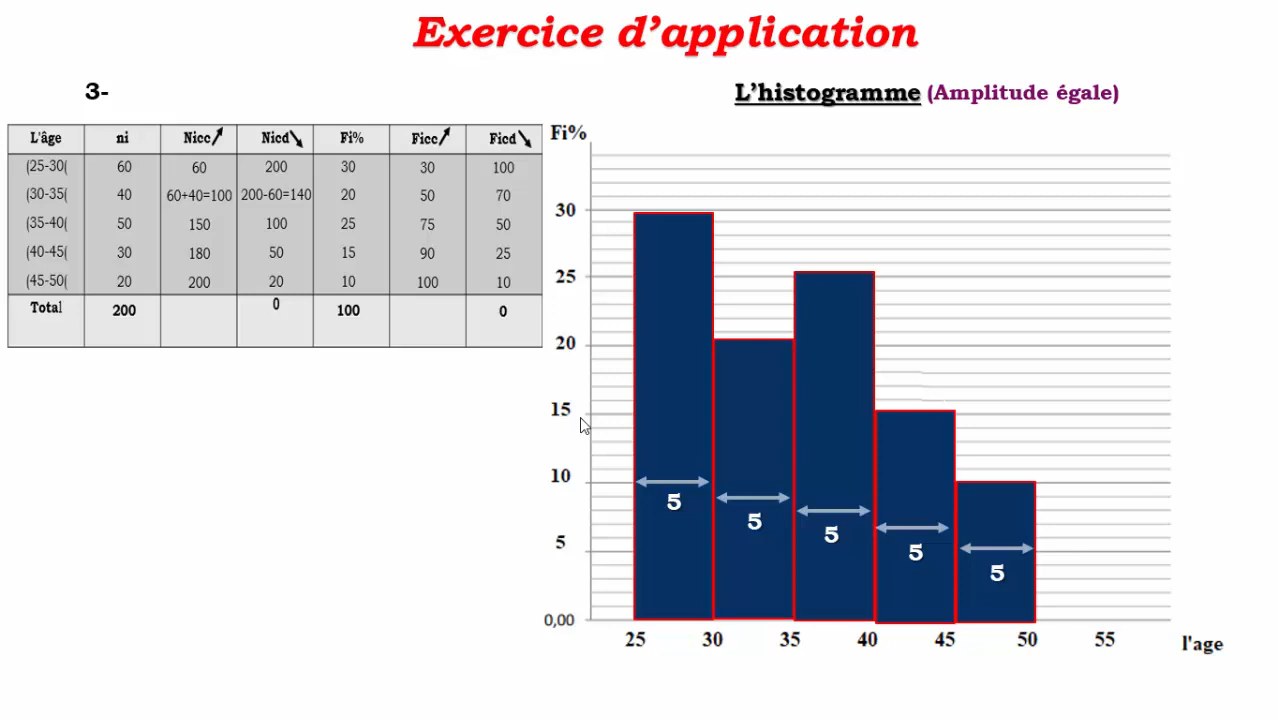 Exercice d’application
3-
L’histogramme (Amplitude égale)
L'âge ni Nicc Nicd Fi% Ficc Ficd
(25-30( 60 60 200 30 30 100
(30-35( 40 60+40=100 200-60=140 20 50 70
(35-40( 50 150 100 25 75 50
(40-45( 30 180 50 15 90 25
(45-50( 20 200 20 10 100 10
Total 200 0 100 0
Fi%
30
25
20
15
10
5
0,00
5
5
5
5
5
25 30 35 40 45 50 55 l'age